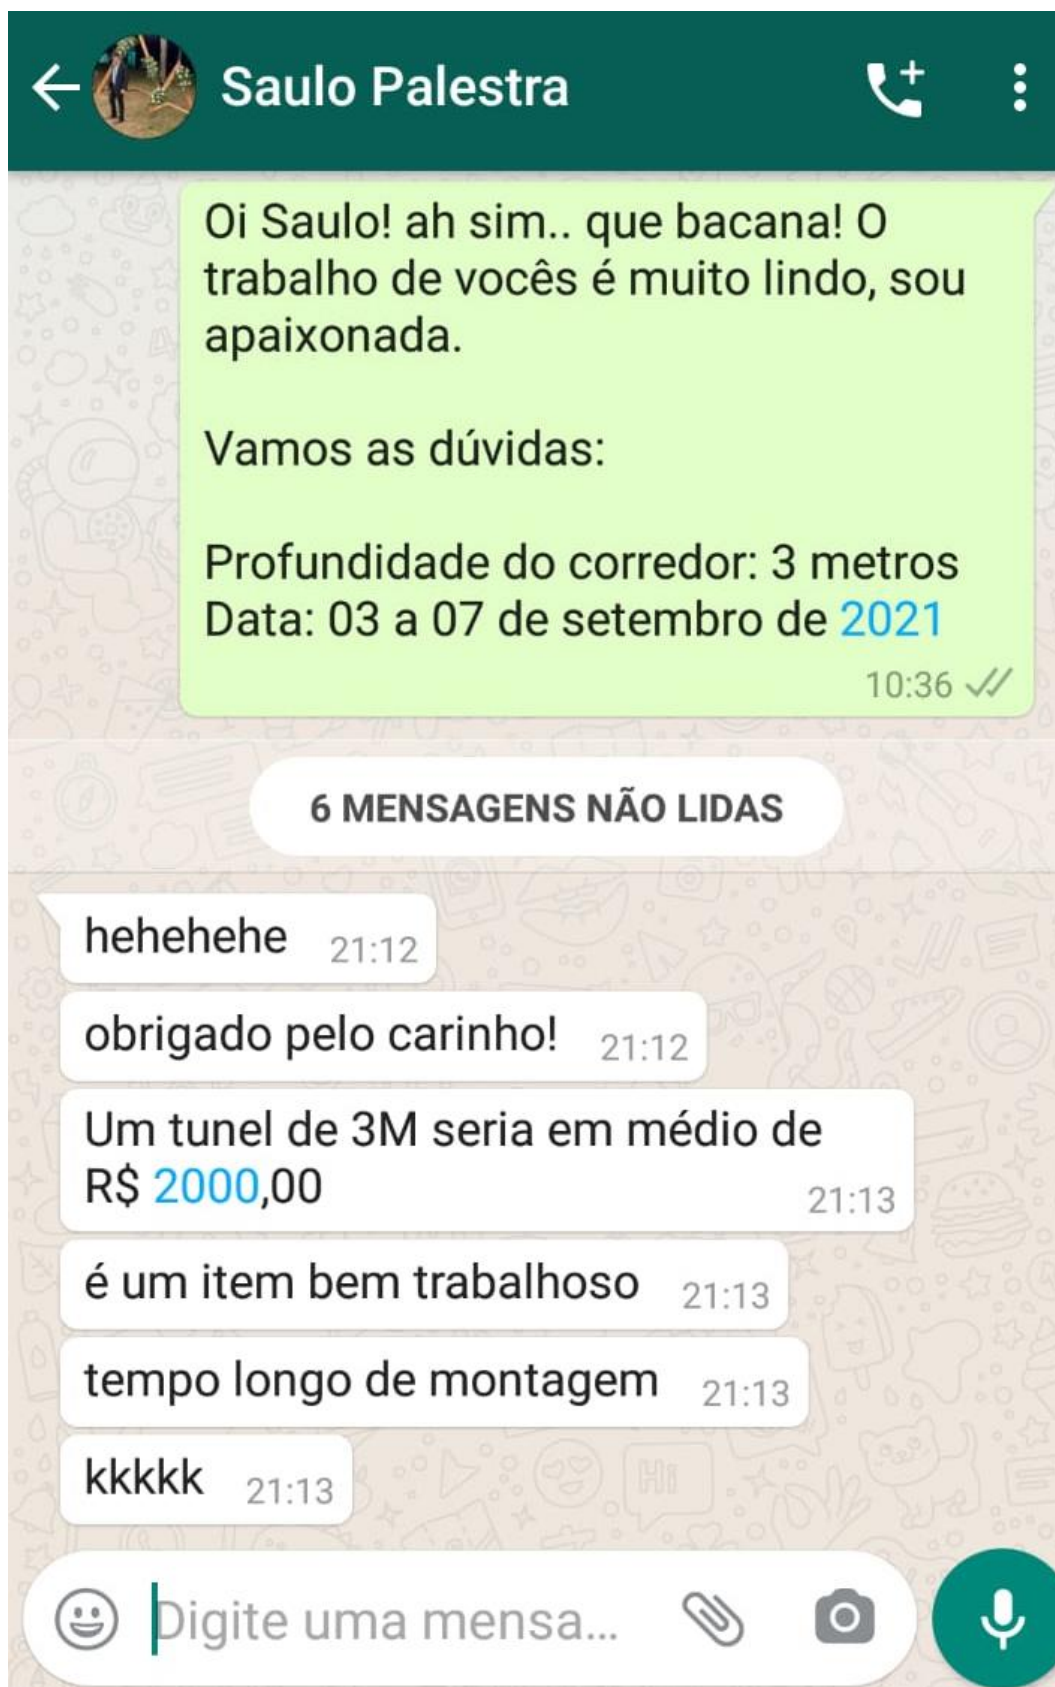 Saulo Palestra
Oi Saulo! ah sim.. que bacana! O
trabalho de vocês é muito lindo, sou
apaixonada.
Vamos as dúvidas:
Profundidade do corredor: 3 metros
Data: 03 a 07 de setembro de 2021
10:36
6 MENSAGENS NÃO LIDAS
hehehehe 21:12
obrigado pelo carinho! 21:12
Um tunel de 3M seria em médio de
R$ 2000,00 21:13
é um item bem trabalhoso 21:13
tempo longo de montagem 21:13
kkkkk 21:13
Digite uma mensa...